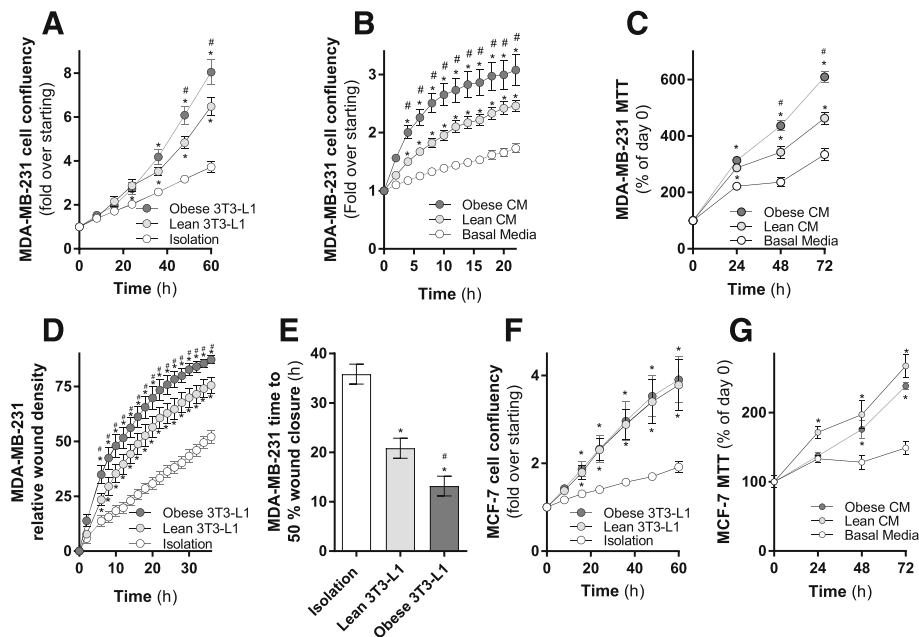 A
MDA-MB-231 cell confluency
(fold over starting)
8
6
4
2
0
# *
# *
*
*
*
*
*
Obese 3T3-L1
Lean 3T3-L1
Isolation
0 20 40 60
Time (h)
B
MDA-MB-231 cell confluency
(Fold over starting)
3
2
1
0
# # # # # # # # # #
* * * * * * * * * *
* * * * * * * * * *
Obese CM
Lean CM
Basal Media
0 5 10 15 20
Time (h)
C
MDA-MB-231 MTT
(% of day 0)
600
400
200
0
# *
# *
*
*
*
*
Obese CM
Lean CM
Basal Media
0 24 48 72
Time (h)
D
MDA-MB-231
relative wound density
75
50
25
0
Obese 3T3-L1
Lean 3T3-L1
Isolation
0 10 20 30
Time (h)
E
MDA-MB-231 time to
50 % wound closure (h)
40
30
20
10
0
*
# *
Isolation
Lean 3T3-L1
Obese 3T3-L1
F
MCF-7 cell confluency
(fold over starting)
4
2
0
* * * * *
* * * * *
Obese 3T3-L1
Lean 3T3-L1
Isolation
0 20 40 60
Time (h)
G
MCF-7 MTT (% of day 0)
200
100
0
* * *
* *
Obese CM
Lean CM
Basal Media
0 24 48 72
Time (h)